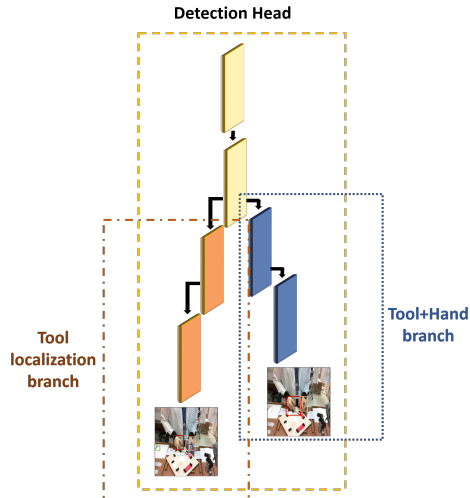 Detection Head
Tool
localization
branch
Tool+Hand
branch